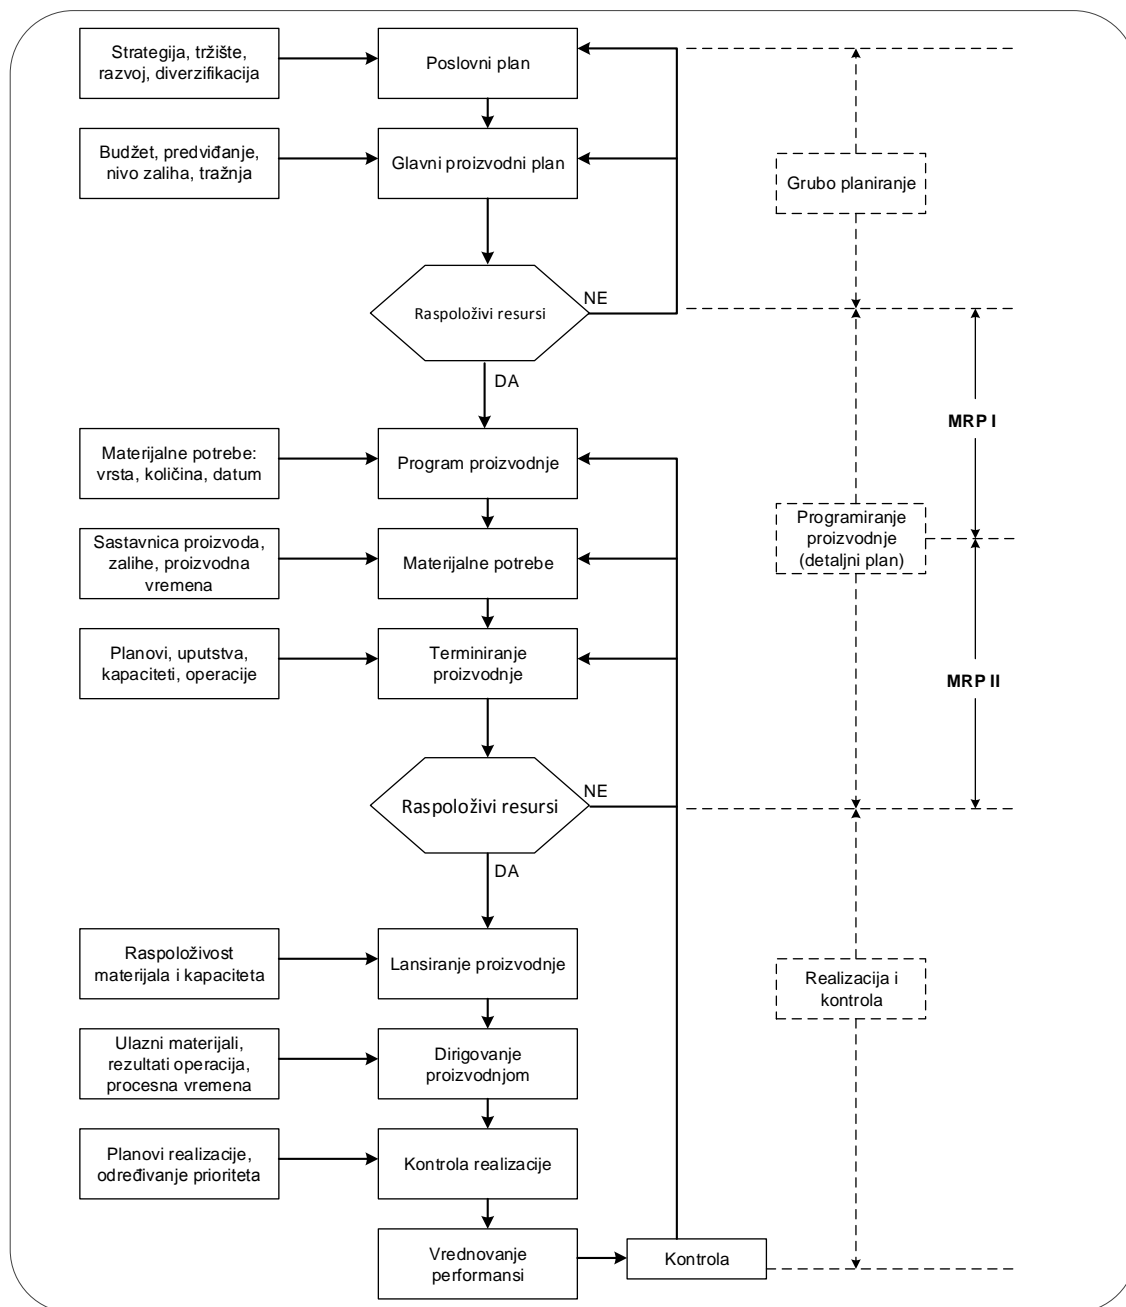 Strategija, tržište,
razvoj, diverzifikacija
Poslovni plan
Budžet, predviđanje,
nivo zaliha, tražnja
Glavni proizvodni plan
Grubo planiranje
Raspoloživi resursi
NE
DA
MRP I
Materijalne potrebe:
vrsta, količina, datum
Program proizvodnje
Sastavnica proizvoda,
zalihe, proizvodna
vremena
Materijalne potrebe
Programiranje
proizvodnje
(detaljni plan)
Planovi, uputstva,
kapaciteti, operacije
Terminiranje
proizvodnje
MRP II
Raspoloživi resursi
NE
DA
Raspoloživost
materijala i kapaciteta
Lansiranje proizvodnje
Realizacija i
kontrola
Ulazni materijali,
rezultati operacija,
procesna vremena
Dirigovanje
proizvodnjom
Planovi realizacije,
određivanje prioriteta
Kontrola realizacije
Vrednovanje
performansi
Kontrola